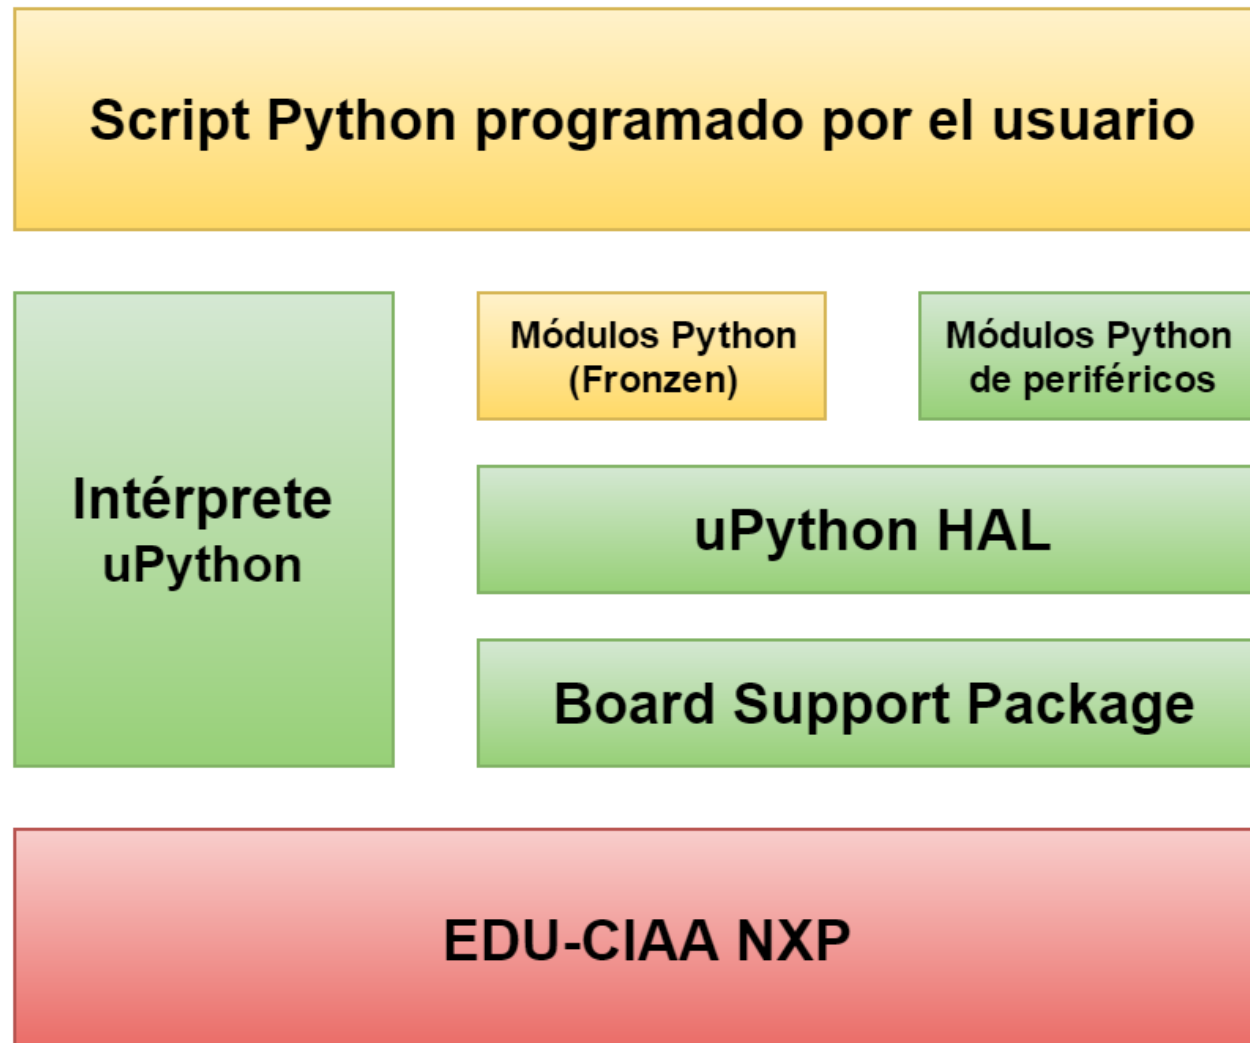 Script Python programado por el usuario
Intérprete
uPython
Módulos Python
(Fronzen)
Módulos Python
de periféricos
uPython HAL
Board Support Package
EDU-CIAA NXP